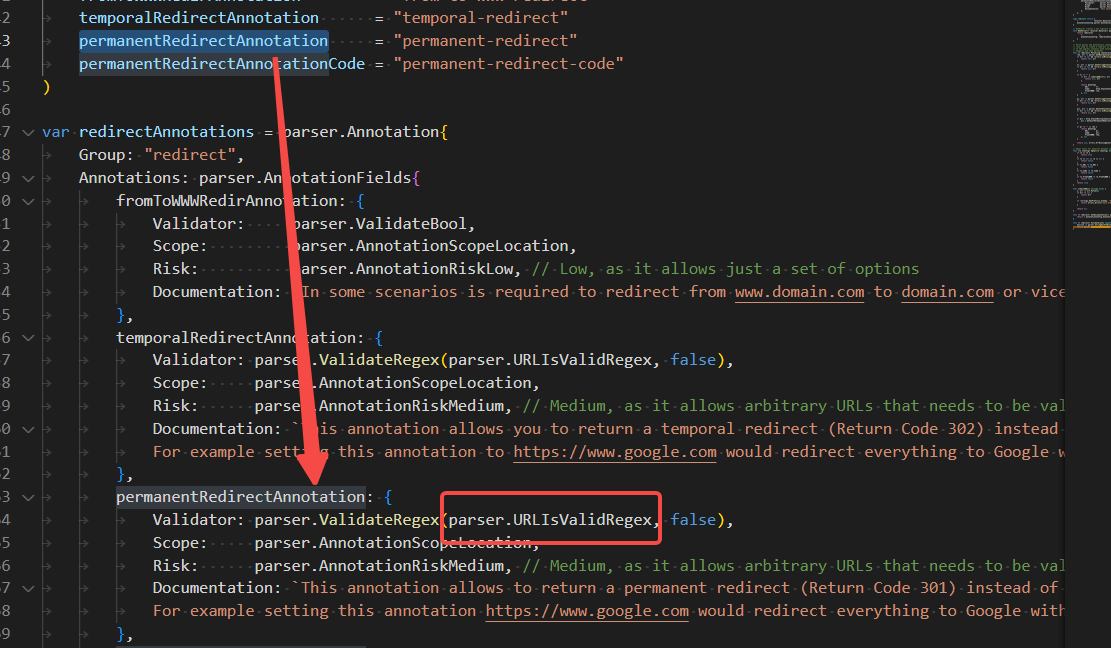 42 temporalRedirectAnnotation = "temporal-redirect"
3 permanentRedirectAnnotation = "permanent-redirect"
4 permanentRedirectAnnotationCode = "permanent-redirect-code"
5 )
6
7 var redirectAnnotations = parser.Annotation{
8 Group: "redirect",
9 Annotations: parser.AnnotationFields{
0 fromToWWWRedirAnnotation: {
1 Validator: parser.ValidateBool,
2 Scope: parser.AnnotationScopeLocation,
3 Risk: parser.AnnotationRiskLow, // Low, as it allows just a set of options
4 Documentation: `In some scenarios is required to redirect from www.domain.com to domain.com or vice
5 },
6 temporalRedirectAnnotation: {
7 Validator: parser.ValidateRegex(parser.URLIsValidRegex, false),
8 Scope: parser.AnnotationScopeLocation,
9 Risk: parser.AnnotationRiskMedium, // Medium, as it allows arbitrary URLs that needs to be val
0 Documentation: `This annotation allows you to return a temporal redirect (Return Code 302) instead
1 For example setting this annotation to https://www.google.com would redirect everything to Google w
2 },
3 permanentRedirectAnnotation: {
4 Validator: parser.ValidateRegex(parser.URLIsValidRegex, false),
5 Scope: parser.AnnotationScopeLocation,
6 Risk: parser.AnnotationRiskMedium, // Medium, as it allows arbitrary URLs that needs to be val
7 Documentation: `This annotation allows to return a permanent redirect (Return Code 301) instead of
8 For example setting this annotation https://www.google.com would redirect everything to Google with
9 },